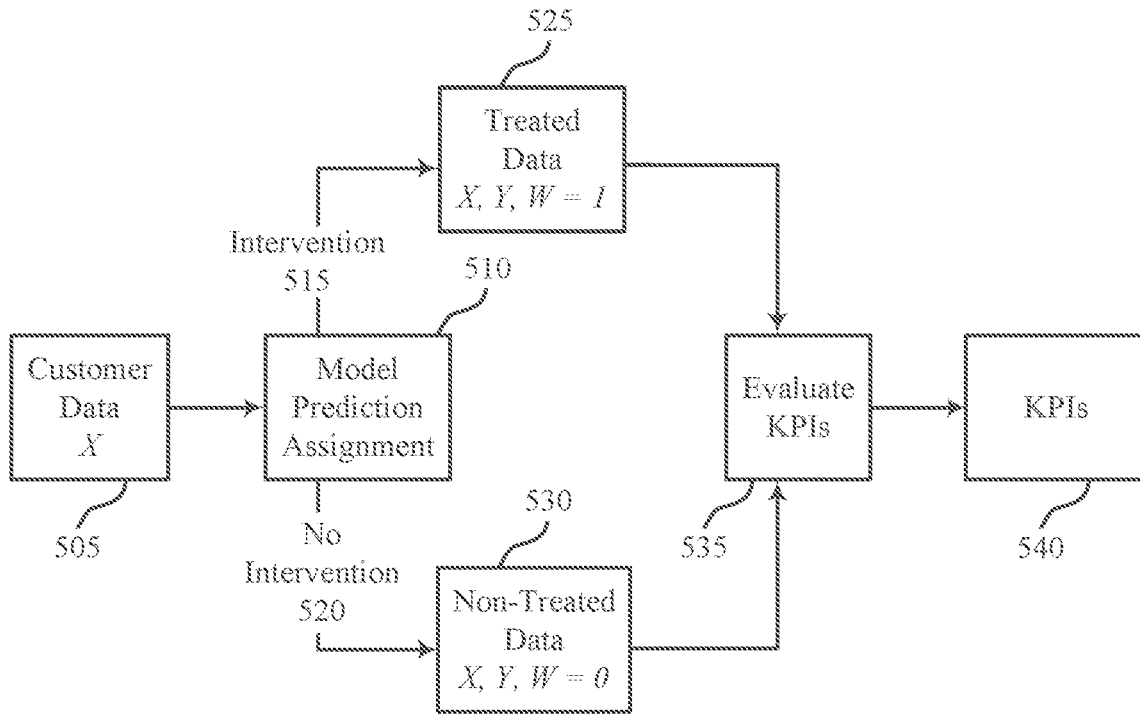 525
Treated
Data
X, Y, W = 1
Intervention
515
510
Customer
Data
X
505
Model
Prediction
Assignment
Evaluate
KPIs
535
KPIs
540
No
Intervention
520
530
Non-Treated
Data
X, Y, W = 0